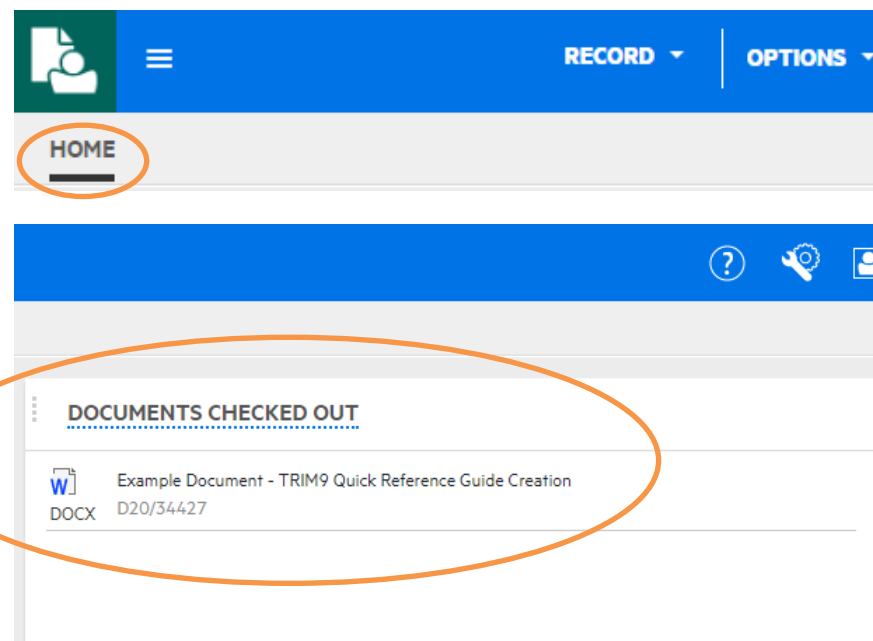 RECORD
OPTIONS
HOME
?
DOCUMENTS CHECKED OUT
W
DOCX
Example Document - TRIM9 Quick Reference Guide Creation
D20/34427